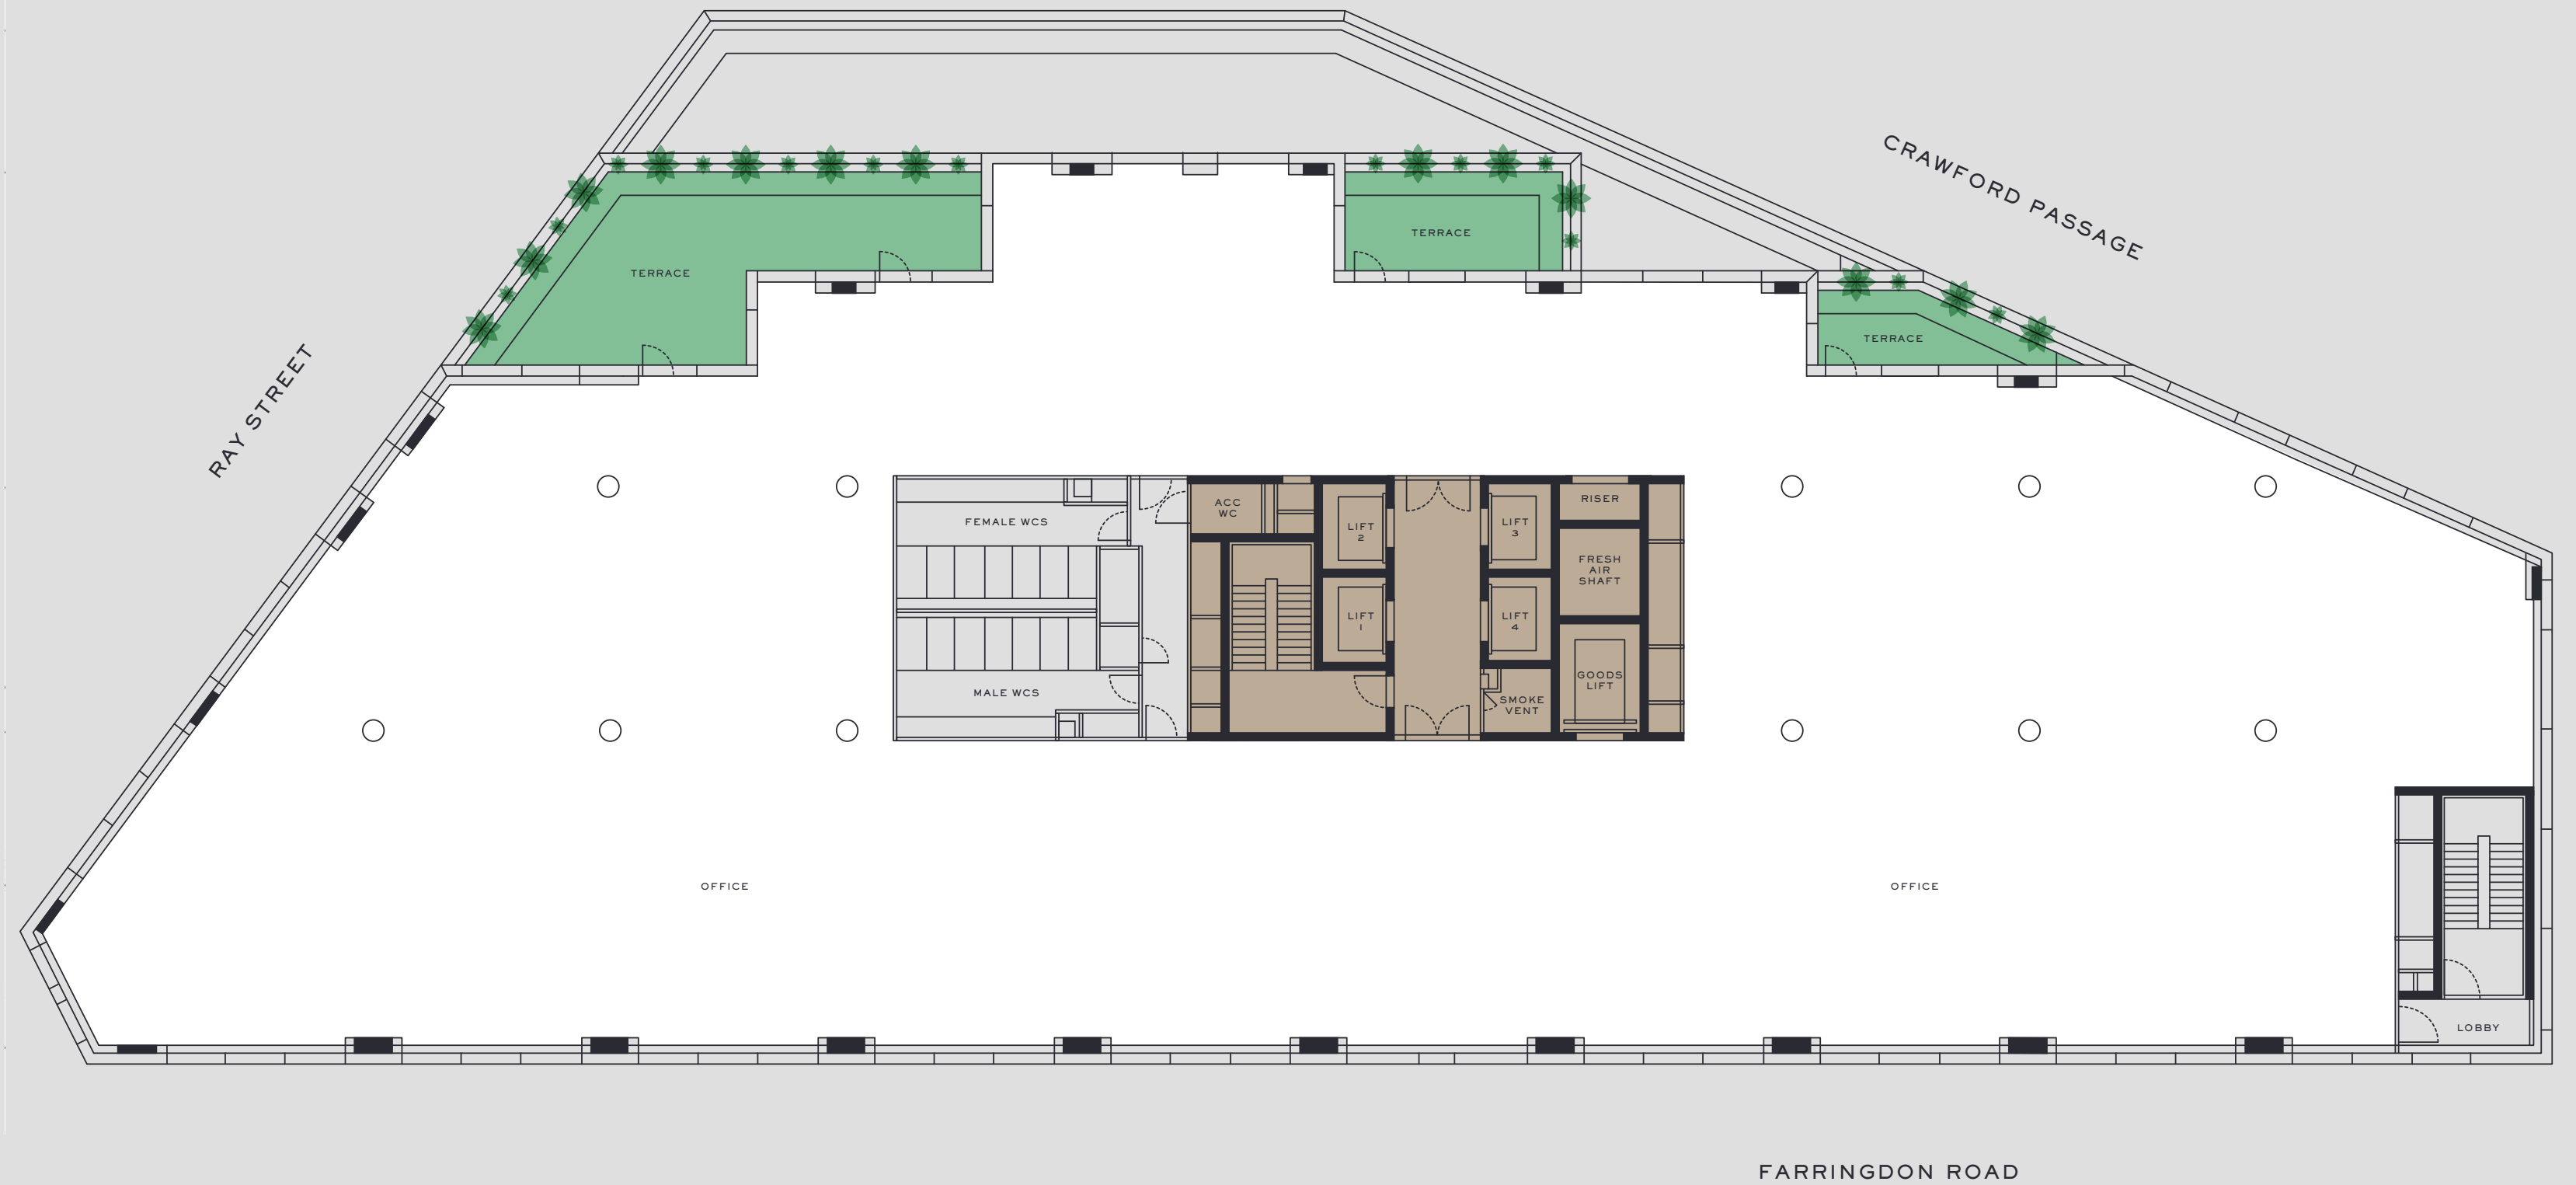 CRAWFORD PASSAGE
TERRACE
TERRACE
TERRACE
RAY STREET
FEMALE WCS
ACC
WC
LIFT
2
LIFT
3
RISER
FRESH
AIR
SHAFT
LIFT
1
LIFT
4
MALE WCS
SMOKE
VENT
GOODS
LIFT
OFFICE
OFFICE
LOBBY
FARRINGDON ROAD